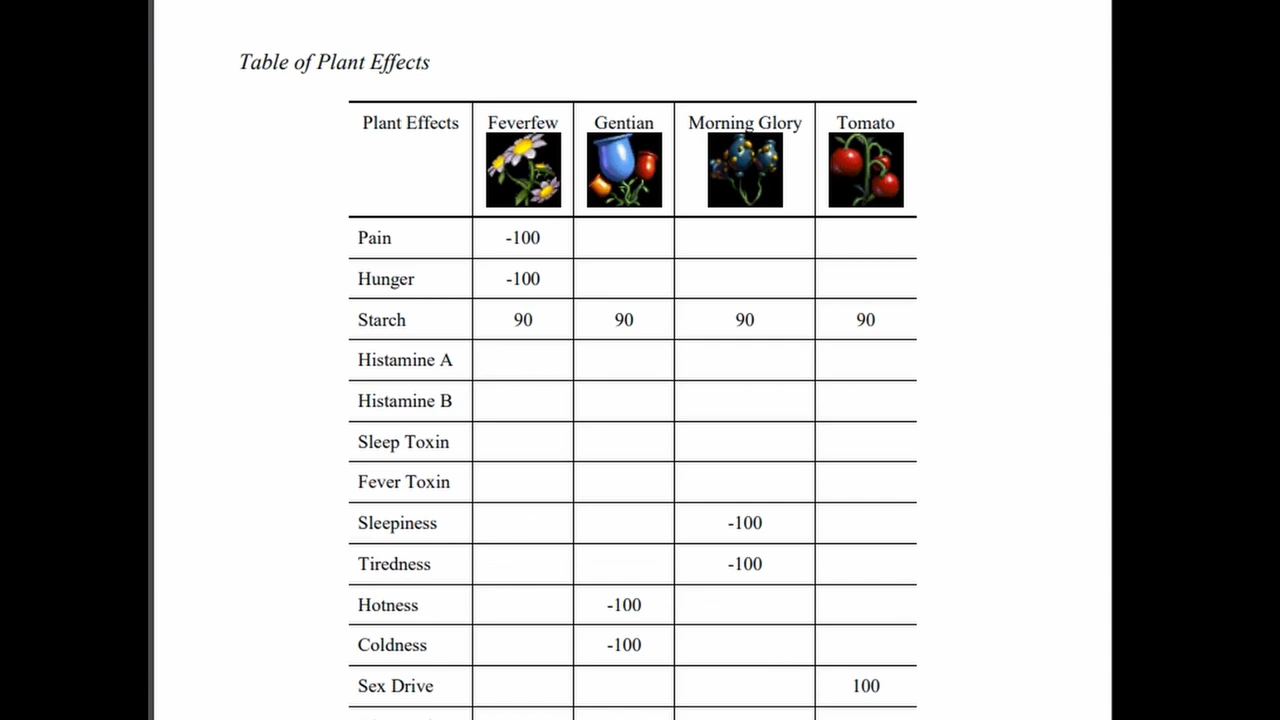 Table of Plant Effects
Plant Effects Feverfew Gentian Morning Glory Tomato
Pain -100
Hunger -100
Starch 90 90 90 90
Histamine A
Histamine B
Sleep Toxin
Fever Toxin
Sleepiness -100
Tiredness -100
Hotness -100
Coldness -100
Sex Drive 100